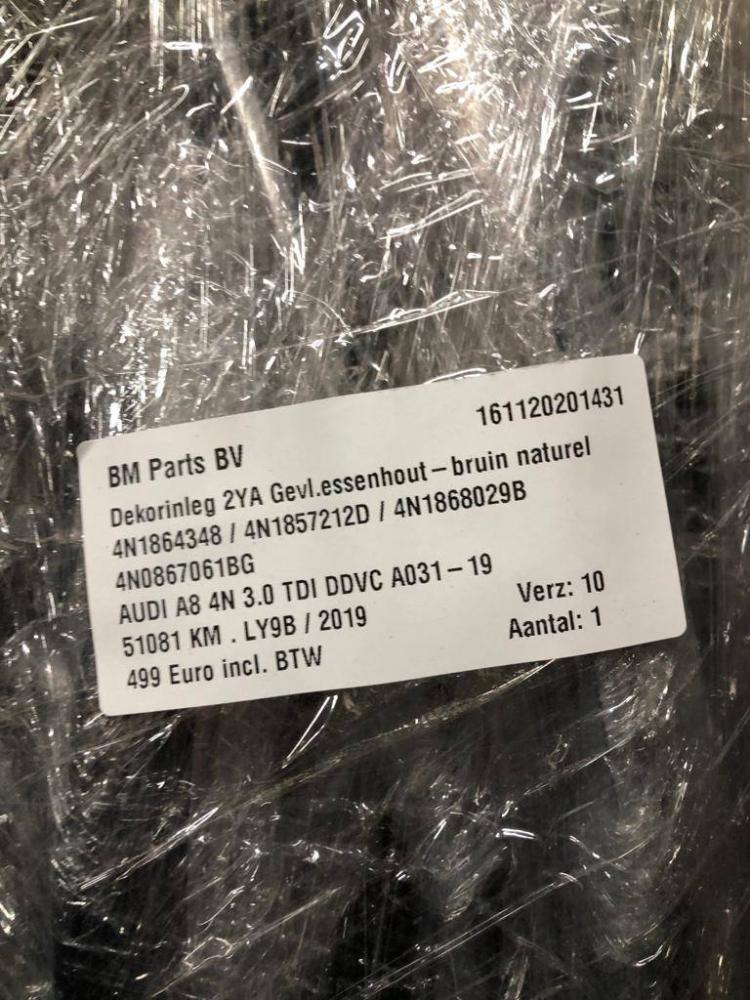 161120201431
BM Parts BV
Dekorinleg 2YA Gevl.essenhout – bruin naturel
4N1864348 / 4N1857212D / 4N1868029B
4N0867061BG
AUDI A8 4N 3.0 TDI DDVC A031 – 19
51081 KM . LY9B / 2019
Verz: 10
499 Euro incl. BTW
Aantal: 1